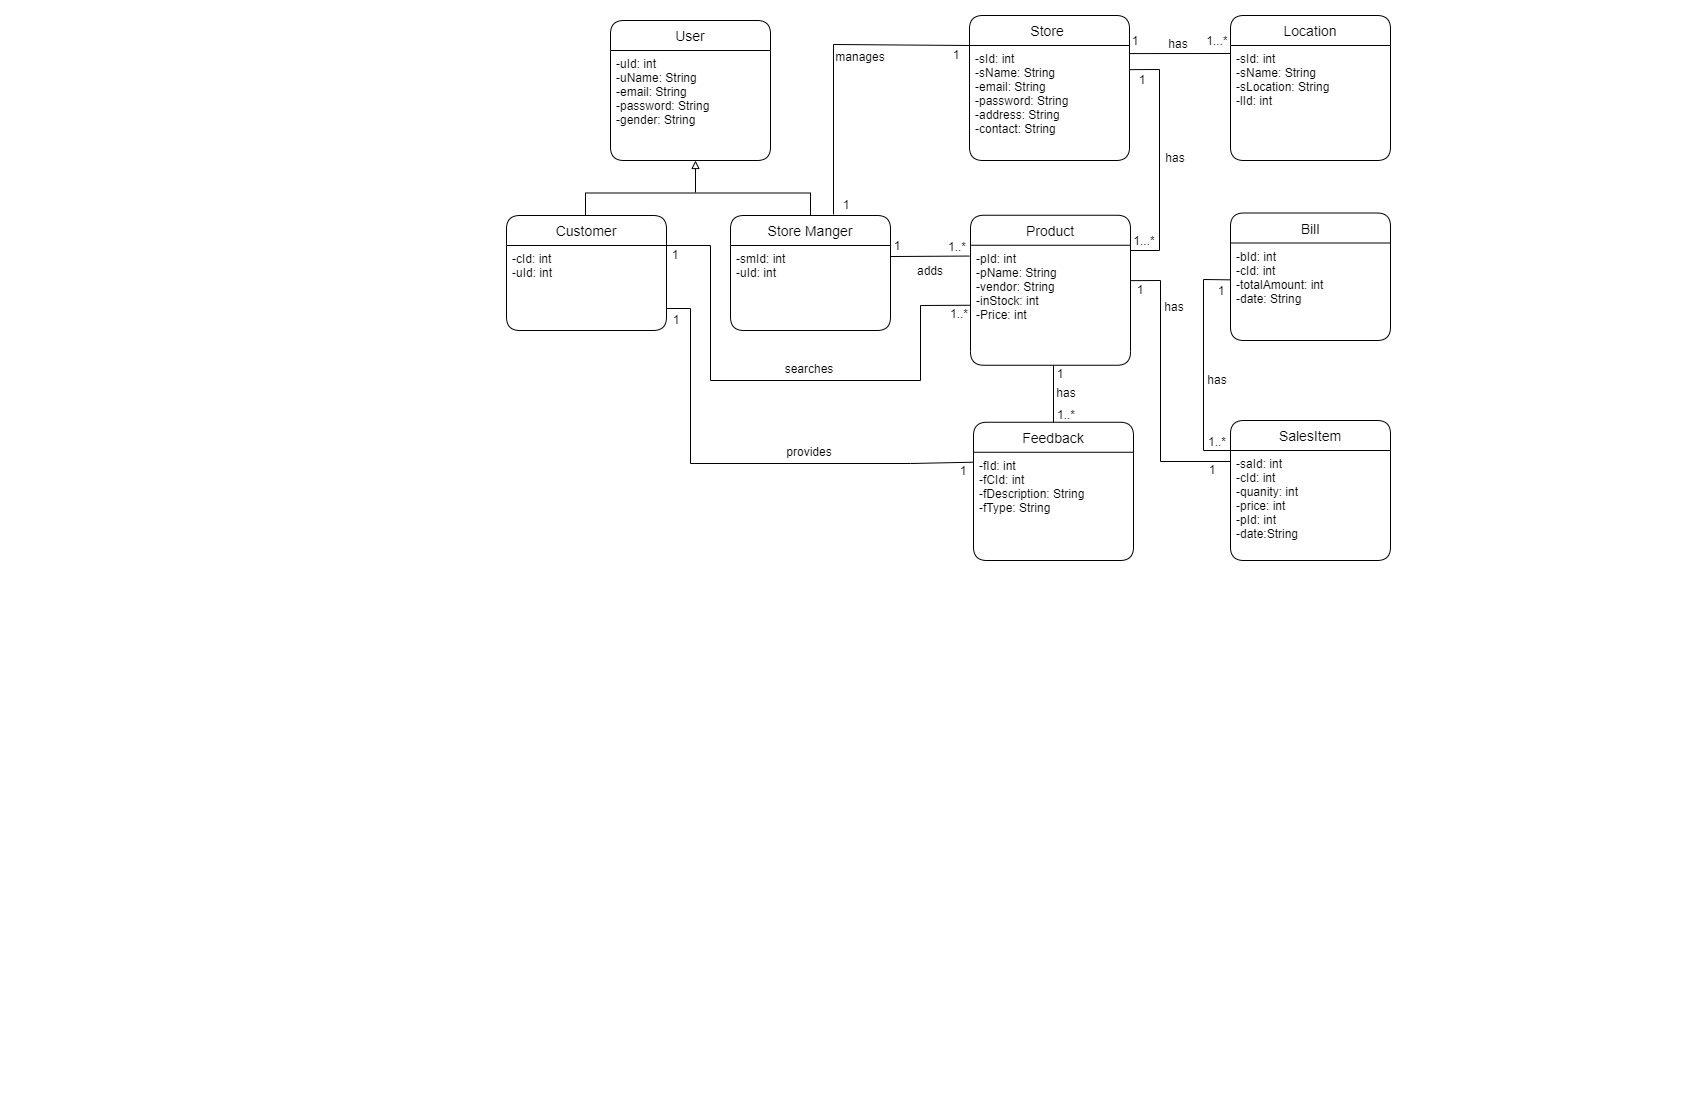 User
-uId: int
-uName: String
-email: String
-password: String
-gender: String
Store
-sId: int
-sName: String
-email: String
-password: String
-address: String
-contact: String
Location
-sId: int
-sName: String
-sLocation: String
-lId: int
manages
1
1
1
has
1...*
1
has
1...*
Customer
-cId: int
-uId: int
Store Manger
-smId: int
-uId: int
Product
-pId: int
-pName: String
-vendor: String
-inStock: int
-Price: int
Bill
-bId: int
-cId: int
-totalAmount: int
-date: String
1
1..*
adds
1
searches
1..*
1
provides
1
1
has
1..*
1
has
1
1
has
1..*
Feedback
-fId: int
-fCId: int
-fDescription: String
-fType: String
SalesItem
-saId: int
-cId: int
-quanity: int
-price: int
-pId: int
-date:String